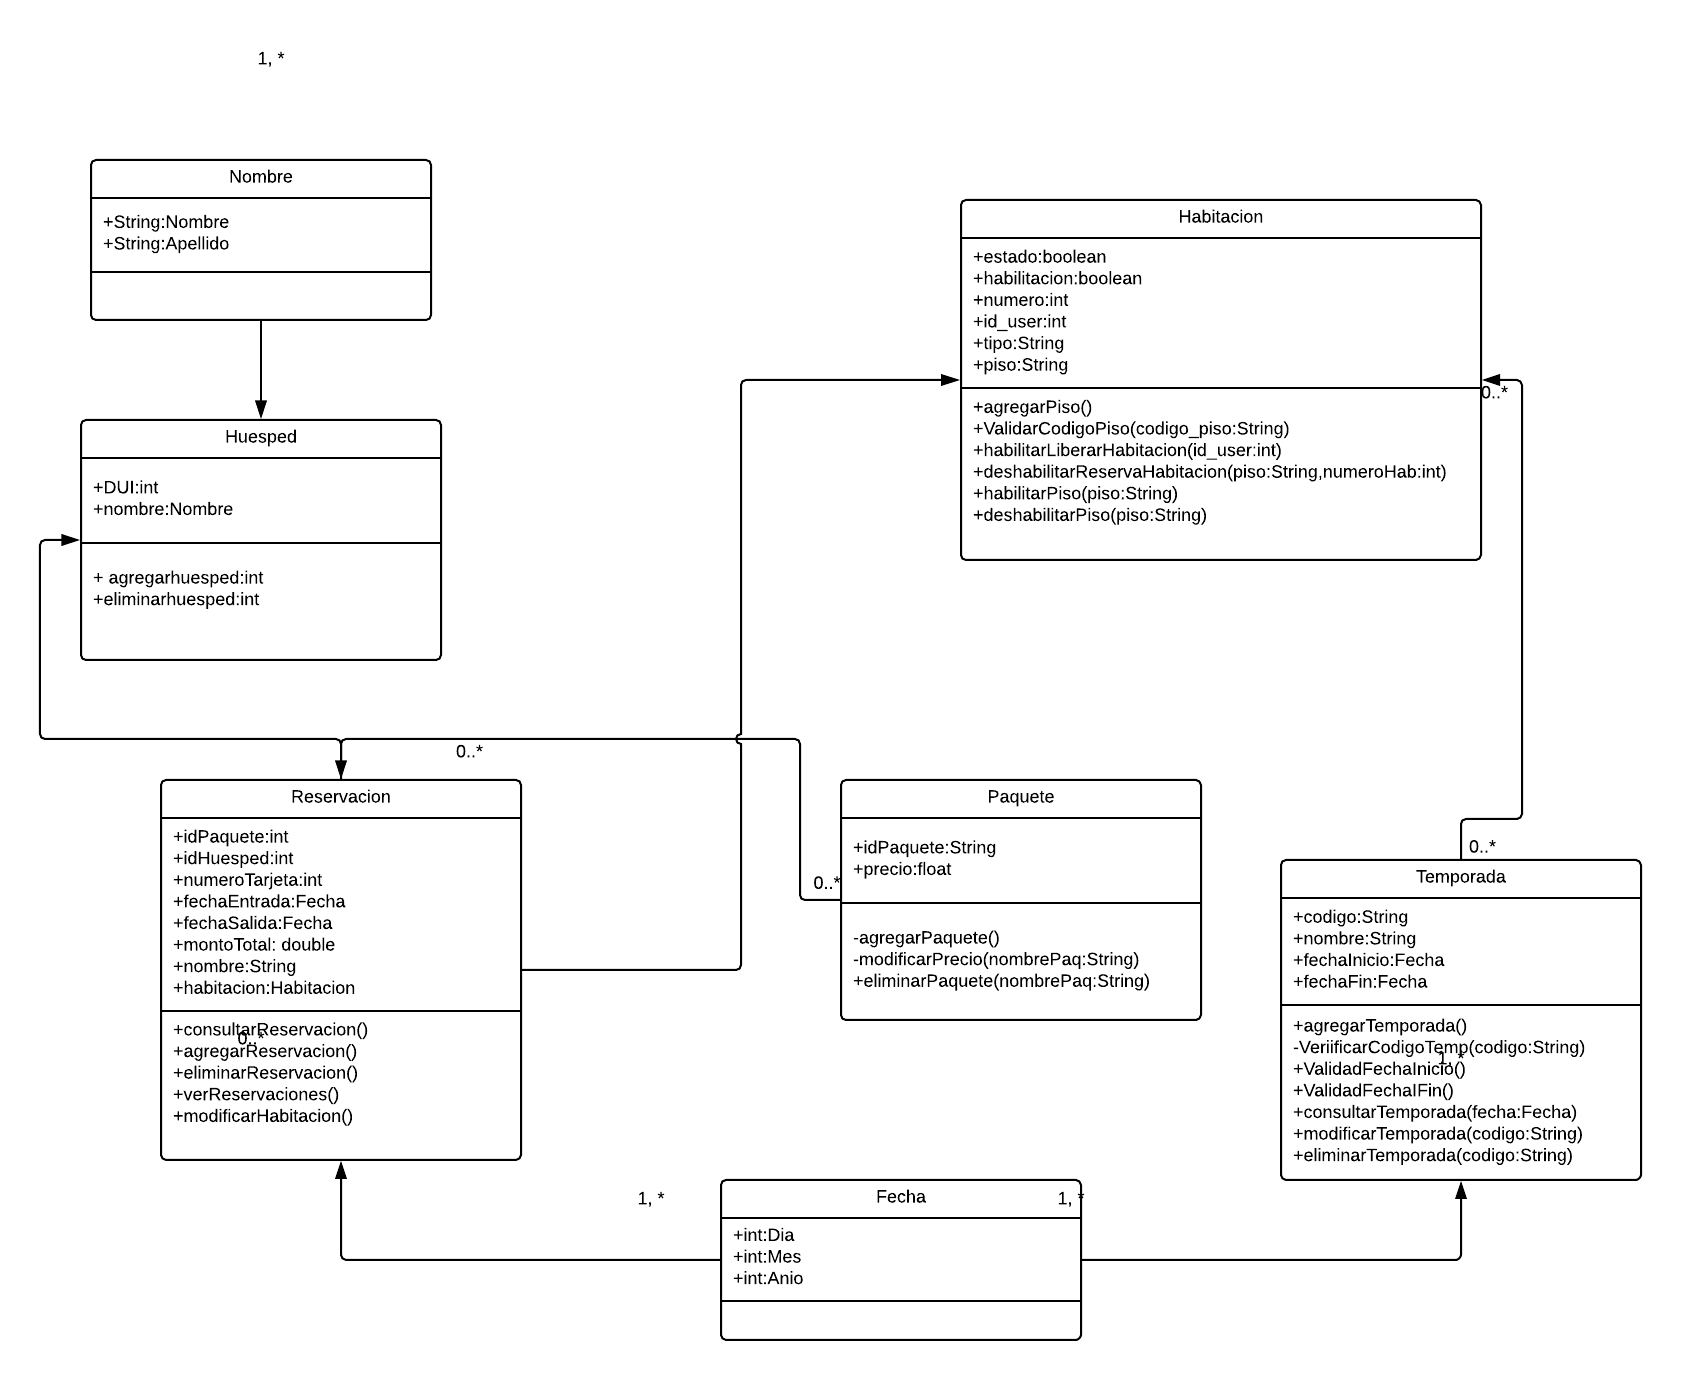 1, *
Nombre
+String:Nombre
+String:Apellido
Huesped
+DUI:int
+nombre:Nombre
+ agregarhuesped:int
+eliminarhuesped:int
Habitacion
+estado:boolean
+habilitacion:boolean
+numero:int
+id_user:int
+tipo:String
+piso:String
+agregarPiso()
+ValidarCodigoPiso(codigo_piso:String)
+habilitarLiberarHabitacion(id_user:int)
+deshabilitarReservaHabitacion(piso:String,numeroHab:int)
+habilitarPiso(piso:String)
+deshabilitarPiso(piso:String)
0..*
0..*
Reservacion
+idPaquete:int
+idHuesped:int
+numeroTarjeta:int
+fechaEntrada:Fecha
+fechaSalida:Fecha
+montoTotal: double
+nombre:String
+habitacion:Habitacion
+consultarReservacion()
0..*
+agregarReservacion()
+eliminarReservacion()
+verReservaciones()
+modificarHabitacion()
Paquete
+idPaquete:String
+precio:float
0..*
-agregarPaquete()
-modificarPrecio(nombrePaq:String)
+eliminarPaquete(nombrePaq:String)
0..*
Temporada
+codigo:String
+nombre:String
+fechaInicio:Fecha
+fechaFin:Fecha
+agregarTemporada()
-VeriificarCodigoTemp(codigo:String)
1, *
+ValidadFechaInicio()
+ValidadFechaIFin()
+consultarTemporada(fecha:Fecha)
+modificarTemporada(codigo:String)
+eliminarTemporada(codigo:String)
1, *
Fecha
1, *
+int:Dia
+int:Mes
+int:Anio